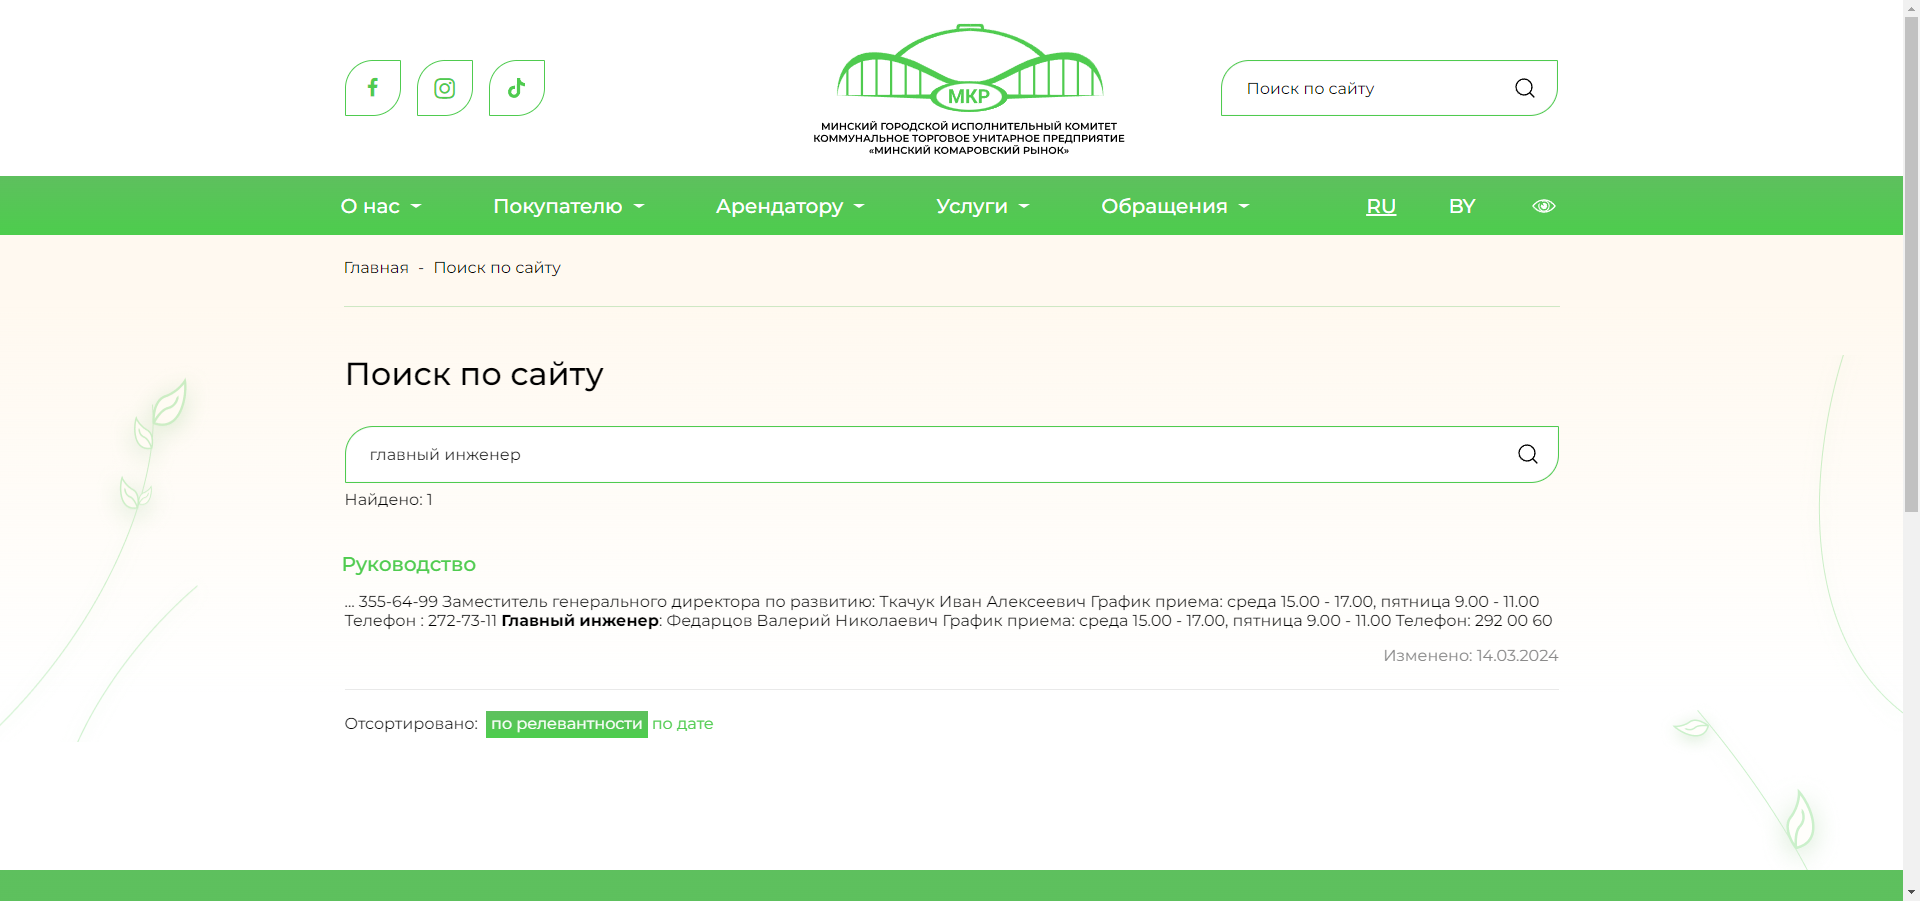 МКР
МИНСКИЙ ГОРОДСКОЙ ИСПОЛНИТЕЛЬНЫЙ КОМИТЕТ
КОММУНАЛЬНОЕ ТОРГОВОЕ УНИТАРНОЕ ПРЕДПРИЯТИЕ
«МИНСКИЙ КОМАРОВСКИЙ РЫНОК»
Поиск по сайту
О нас Покупателю Арендатору Услуги Обращения RU BY
Главная - Поиск по сайту
Поиск по сайту
главный инженер
Найдено: 1
Руководство
... 355-64-99 Заместитель генерального директора по развитию: Ткачук Иван Алексеевич График приема: среда 15.00 - 17.00, пятница 9.00 - 11.00
Телефон : 272-73-11 Главный инженер: Федарцов Валерий Николаевич График приема: среда 15.00 - 17.00, пятница 9.00 - 11.00 Телефон: 292 00 60
Изменено: 14.03.2024
Отсортировано: по релевантности по дате